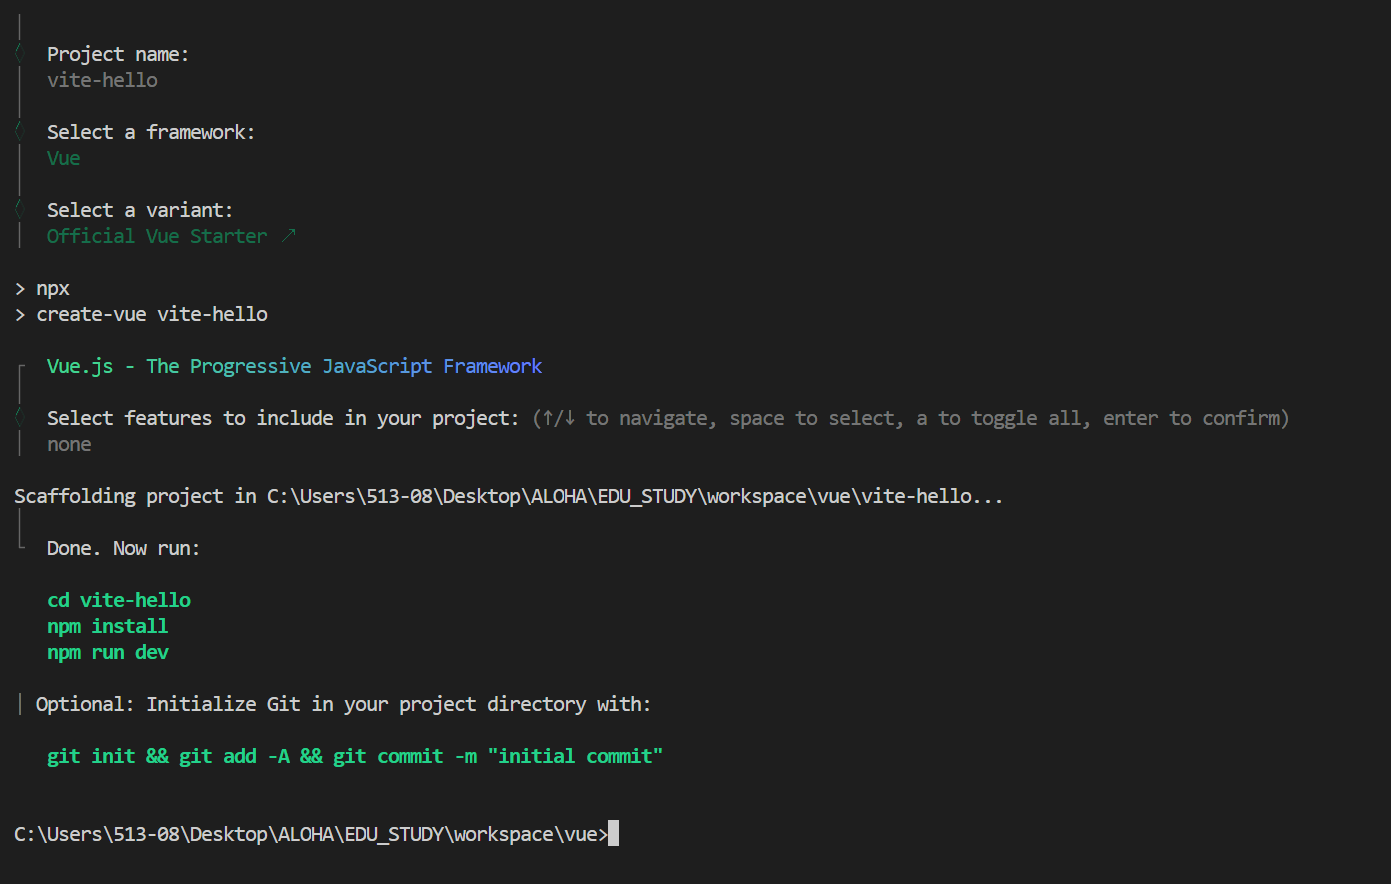 Project name:
vite-hello
Select a framework:
Vue
Select a variant:
Official Vue Starter ↗
> npx
> create-vue vite-hello
Vue.js - The Progressive JavaScript Framework
Select features to include in your project: (↑/↓ to navigate, space to select, a to toggle all, enter to confirm)
none
Scaffolding project in C:\Users\513-08\Desktop\ALOHA\EDU_STUDY\workspace\vue\vite-hello...
Done. Now run:
cd vite-hello
npm install
npm run dev
| Optional: Initialize Git in your project directory with:
git init && git add -A && git commit -m "initial commit"
C:\Users\513-08\Desktop\ALOHA\EDU_STUDY\workspace\vue>